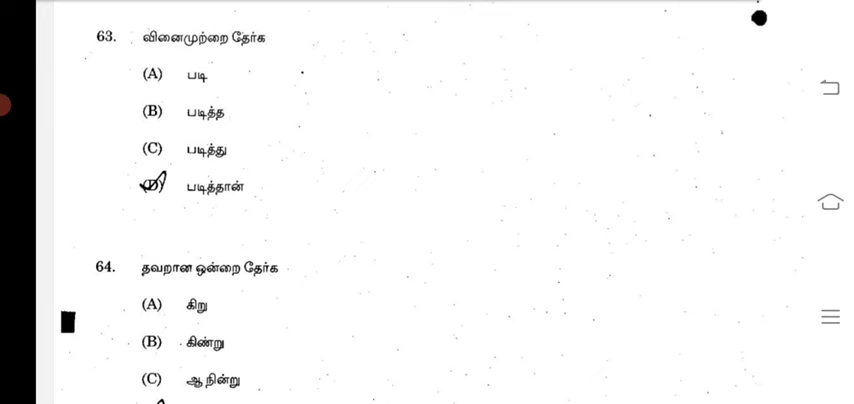 63. வினைமுற்றை தேர்க
(A) படி
(B) படித்த
(C) படித்து
(D) படித்தான்
64. தவறான ஒன்றை தேர்க
(A) கிறு
(B) கிண்று
(C) ஆ நின்று